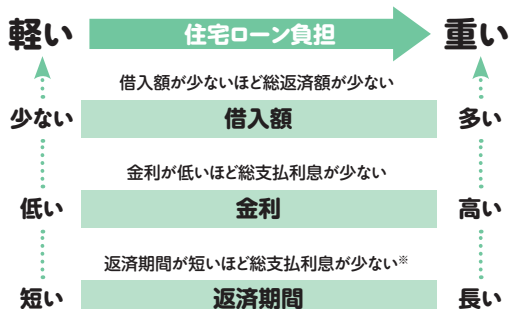 軽い 住宅ローン負担 重い
借入額が少ないほど総返済額が少ない
少ない 借入額 多い
金利が低いほど総支払利息が少ない
低い 金利 高い
返済期間が短いほど総支払利息が少ない※
短い 返済期間 長い